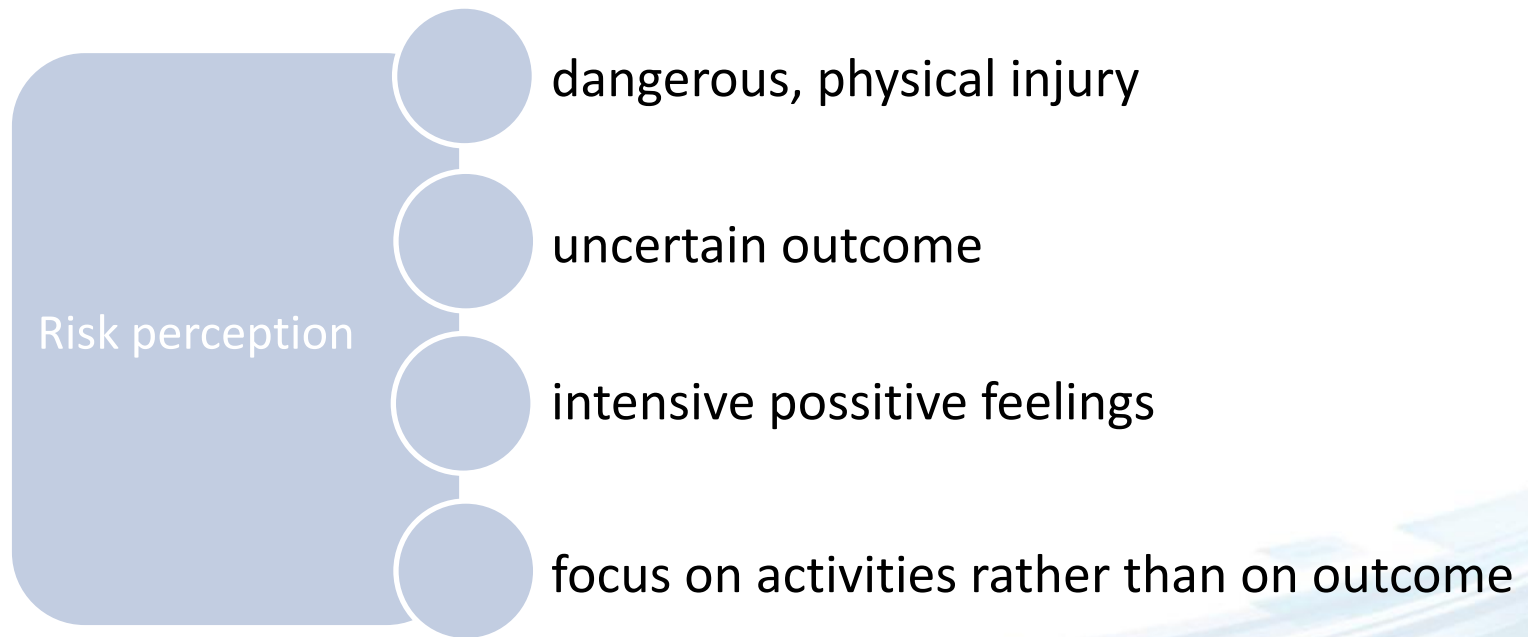 dangerous, physical injury
uncertain outcome
Risk perception
intensive possitive feelings
focus on activities rather than on outcome